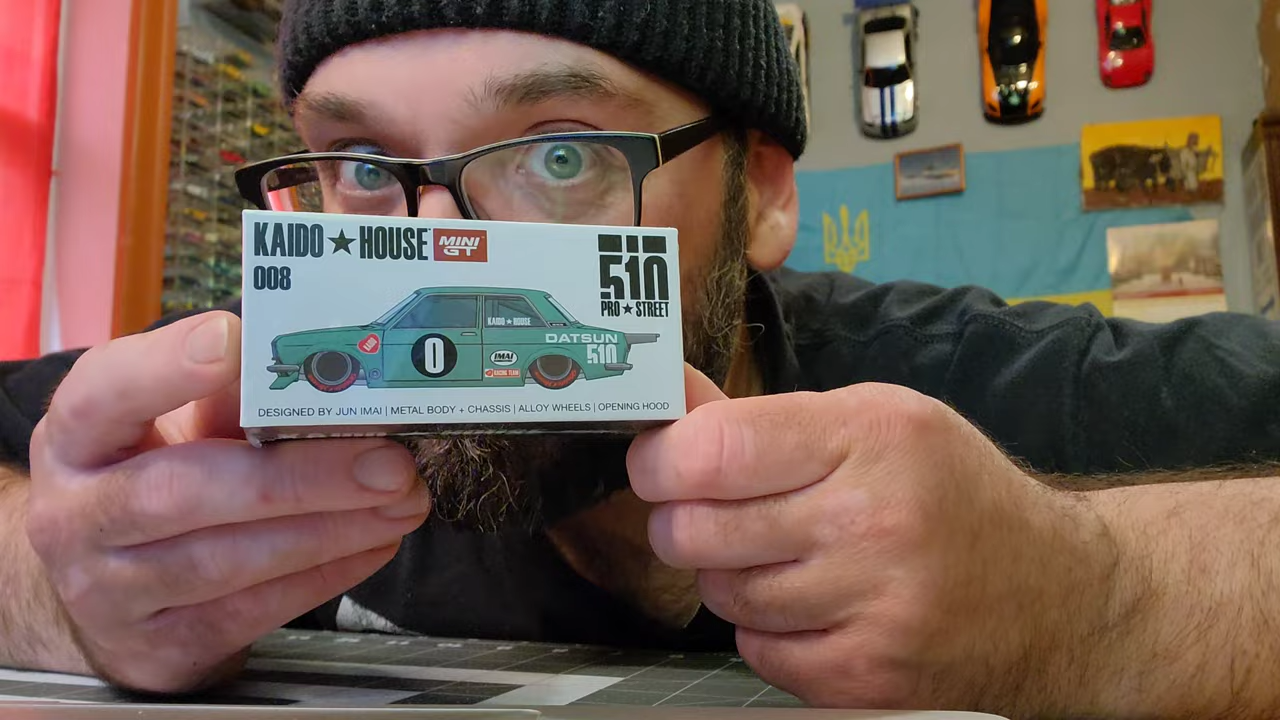 KAIDO★HOUSE MINI GT
008
510
PRO★STREET
KAIDO★HOUSE
0
IMAI
RACING TEAM
DATSUN
510
DESIGNED BY JUN IMAI | METAL BODY + CHASSIS | ALLOY WHEELS | OPENING HOOD